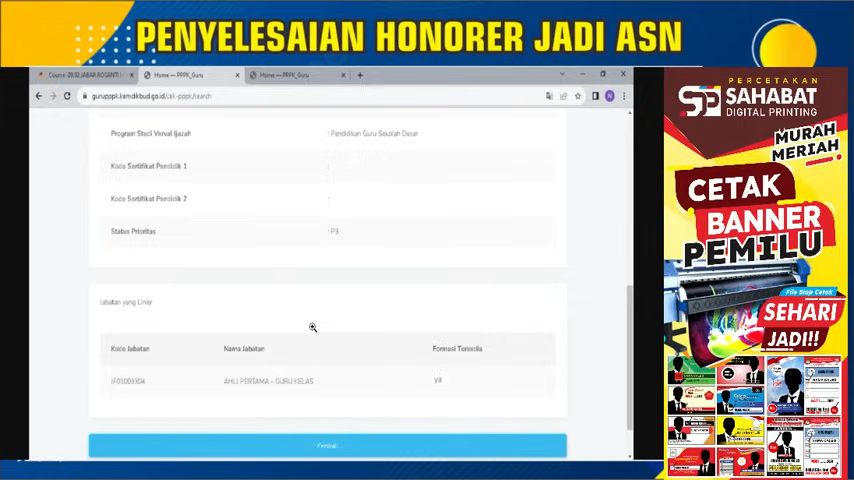 PENYELESAIAN HONORER JADI ASN
Home — PPPK_Guru
Home — PPPK_Guru
gurupppk.kemdikbud.go.id/cek-pppk/search
Program Studi Verval Ijazah : Pendidikan Guru Sekolah Dasar
Kode Sertifikat Pendidik 1 :
Kode Sertifikat Pendidik 2 :
Status Prioritas : P3
Jabatan yang Linier
Kode Jabatan Nama Jabatan Formasi Tersedia
AHLI PERTAMA - GURU KELAS
Kembali
PERCETAKAN
SP SAHABAT
DIGITAL PRINTING
MURAH
MERIAH
CETAK
BANNER
PEMILU
File Siap Cetak
SEHARI
JADI!!